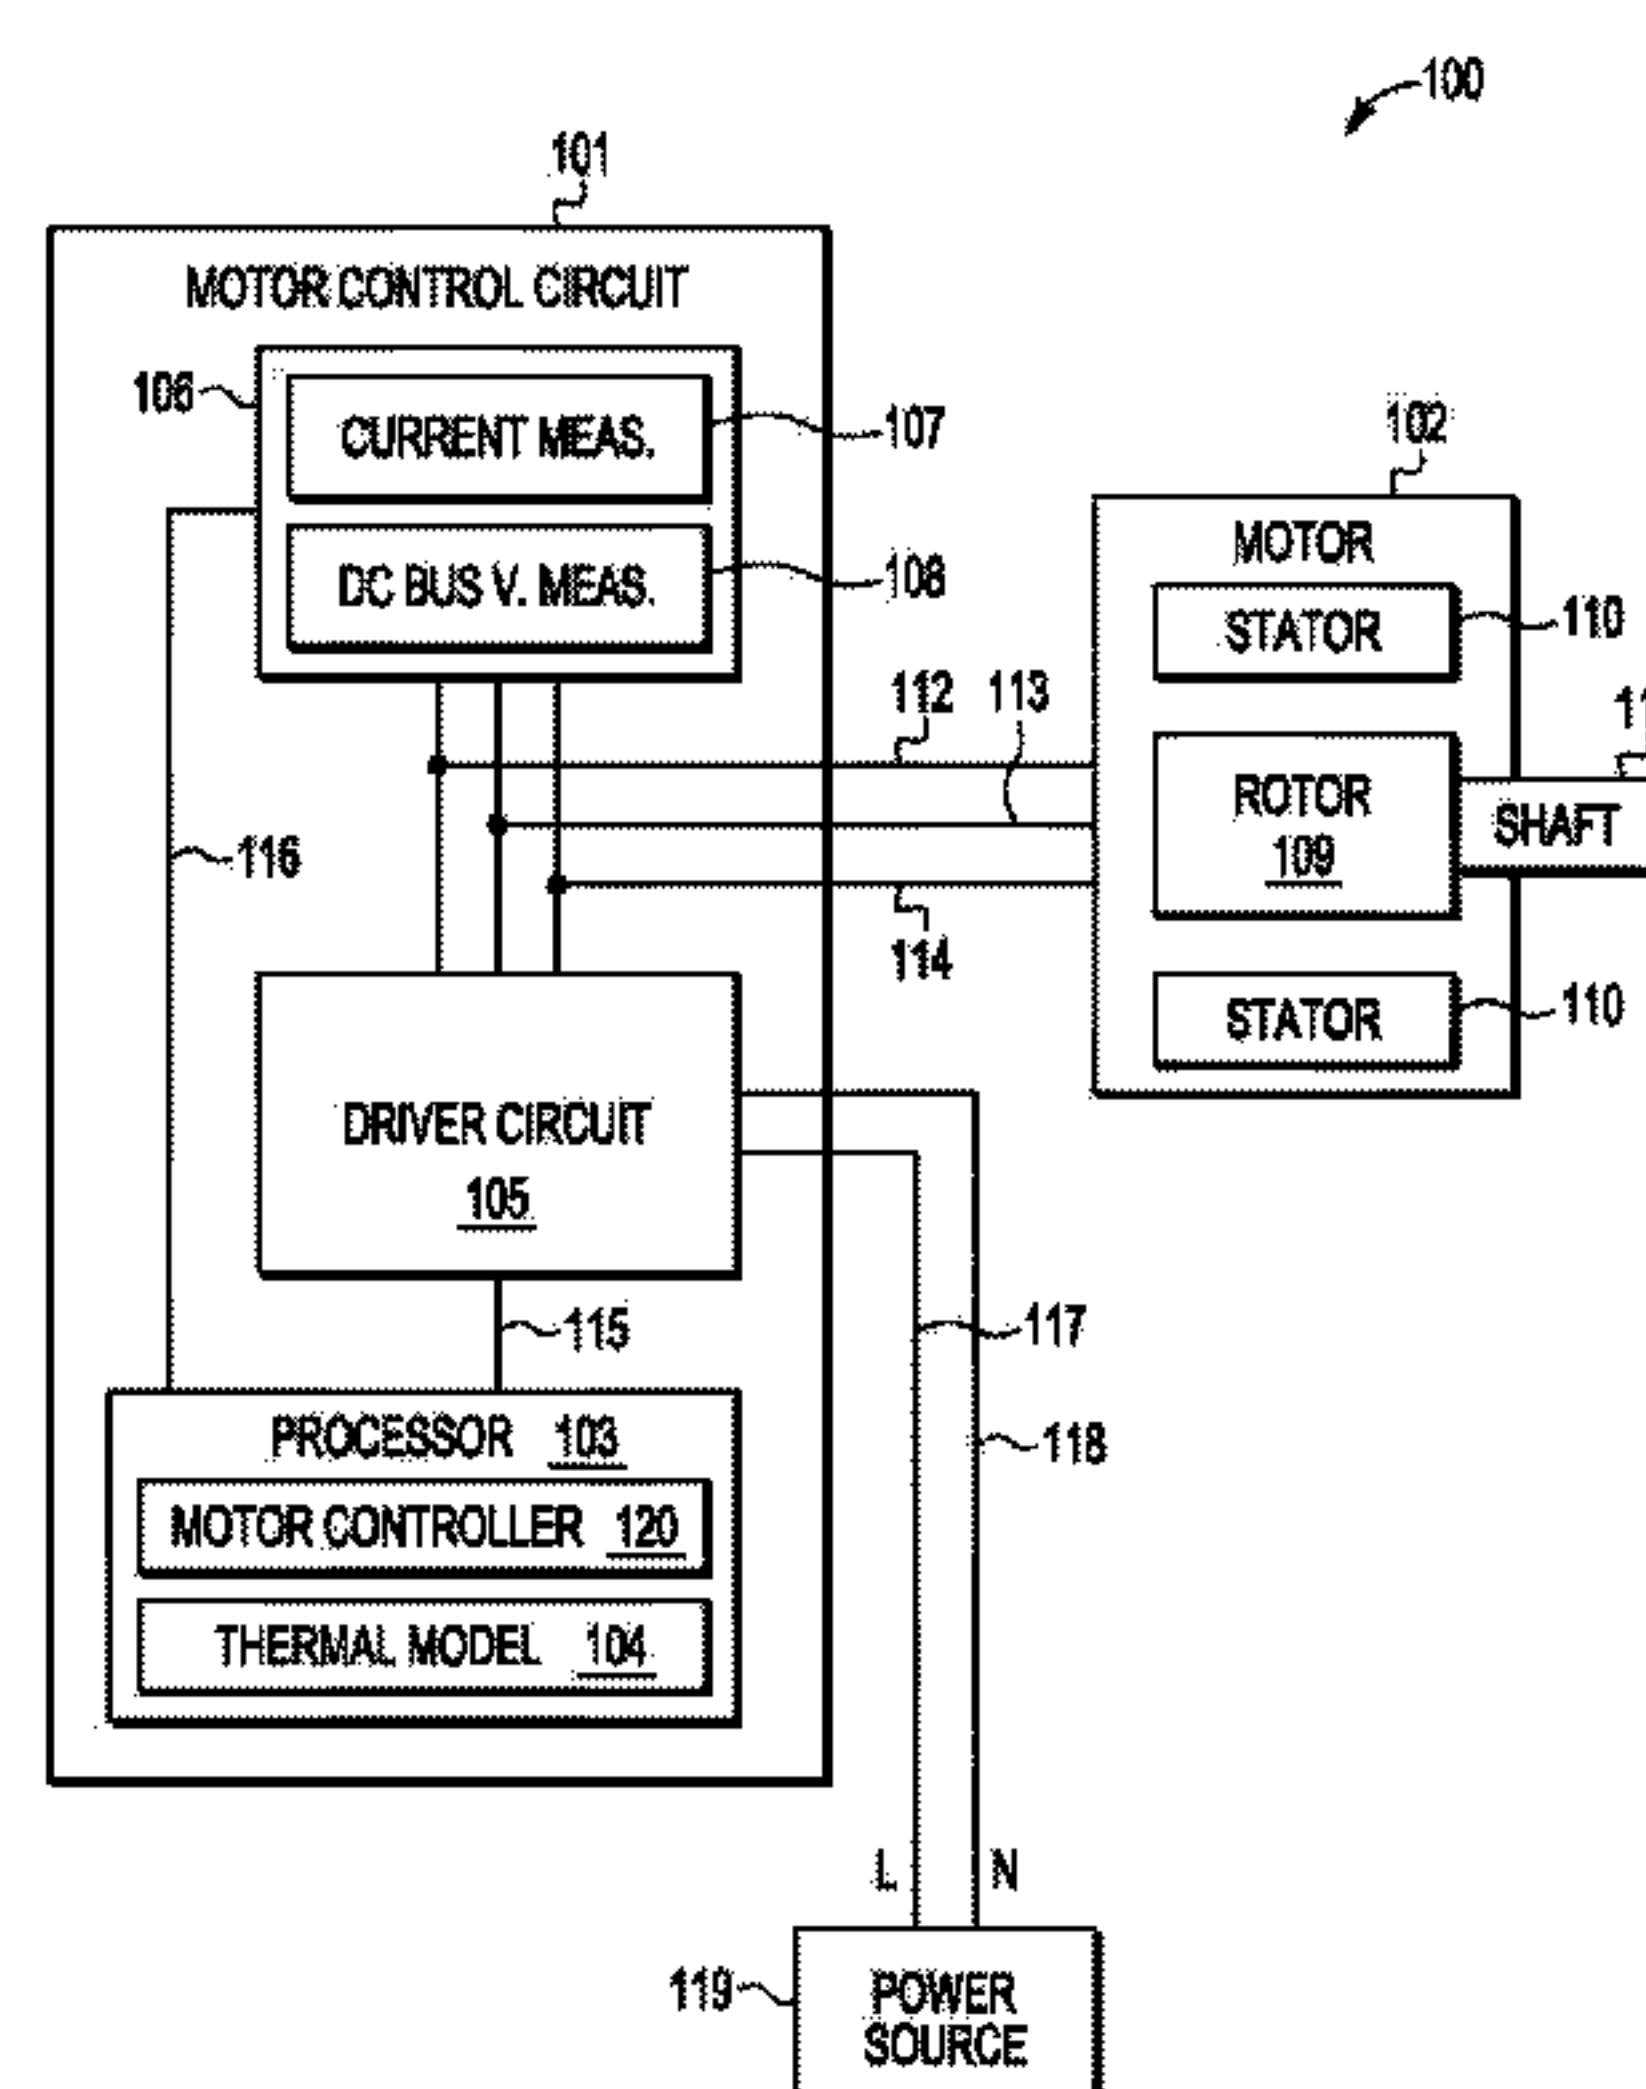 100
101
MOTOR CONTROL CIRCUIT
106
CURRENT MEAS.
107
102
MOTOR
DC BUS V. MEAS.
108
STATOR
110
112
113
ROTOR
109
SHAFT
116
114
STATOR
110
DRIVER CIRCUIT
105
115
117
PROCESSOR 103
118
MOTOR CONTROLLER 120
THERMAL MODEL 104
L
N
119
POWER
SOURCE